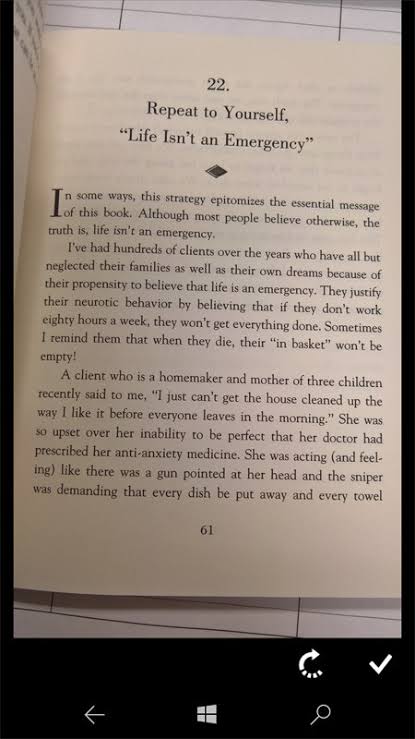 22.
Repeat to Yourself,
“Life Isn’t an Emergency”
In some ways, this strategy epitomizes the essential message
of this book. Although most people believe otherwise, the
truth is, life isn’t an emergency.
I’ve had hundreds of clients over the years who have all but
neglected their families as well as their own dreams because of
their propensity to believe that life is an emergency. They justify
their neurotic behavior by believing that if they don’t work
eighty hours a week, they won’t get everything done. Sometimes
I remind them that when they die, their “in basket” won’t be
empty!
A client who is a homemaker and mother of three children
recently said to me, “I just can’t get the house cleaned up the
way I like it before everyone leaves in the morning.” She was
so upset over her inability to be perfect that her doctor had
prescribed her anti-anxiety medicine. She was acting (and feel-
ing) like there was a gun pointed at her head and the sniper
was demanding that every dish be put away and every towel
61